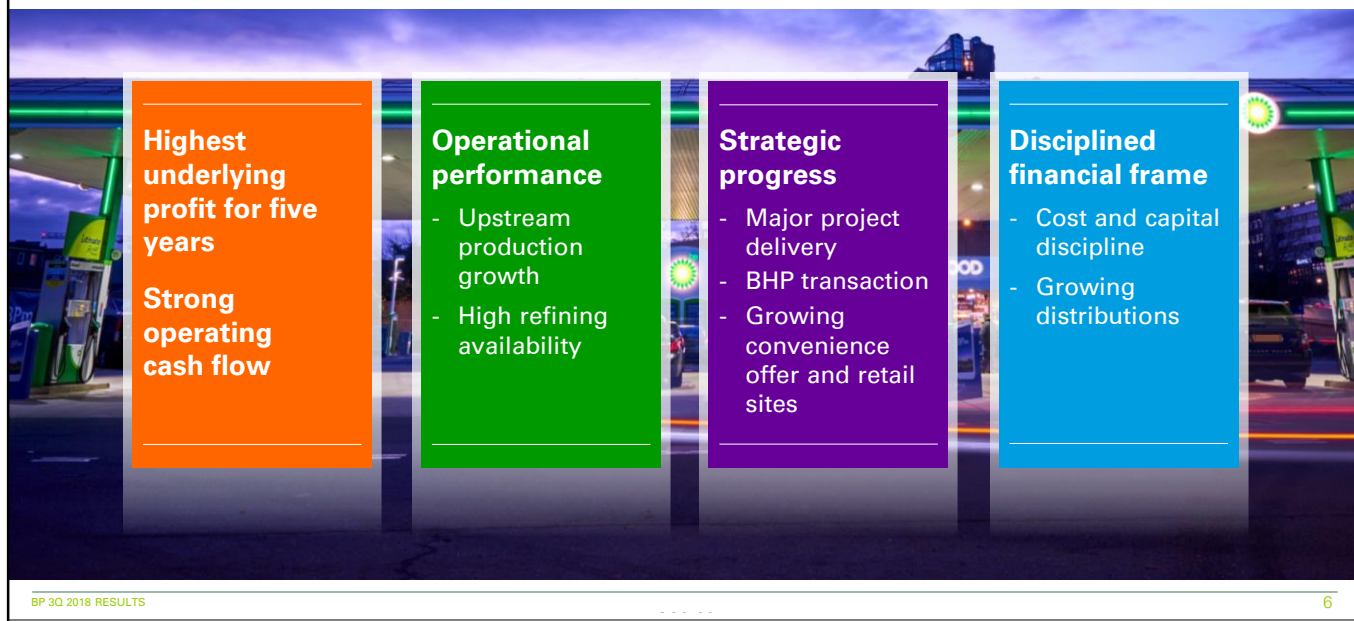 Highest
underlying
profit for five
years
Strong
operating
cash flow
Operational
performance
- Upstream
production
growth
- High refining
availability
Strategic
progress
- Major project
delivery
- BHP transaction
- Growing
convenience
offer and retail
sites
Disciplined
financial frame
- Cost and capital
discipline
- Growing
distributions
BP 3Q 2018 RESULTS
6